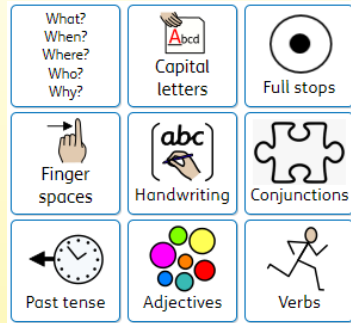 What?
When?
Where?
Who?
Why?
Abcd
Capital
letters
Full stops
Finger
spaces
abc
Handwriting
Conjunctions
Past tense
Adjectives
Verbs